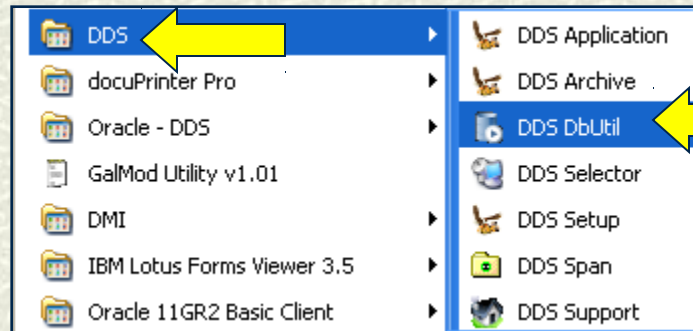 DDS
docuPrinter Pro
Oracle - DDS
GalMod Utility v1.01
DMI
IBM Lotus Forms Viewer 3.5
Oracle 11GR2 Basic Client
DDS Application
DDS Archive
DDS DbUtil
DDS Selector
DDS Setup
DDS Span
DDS Support